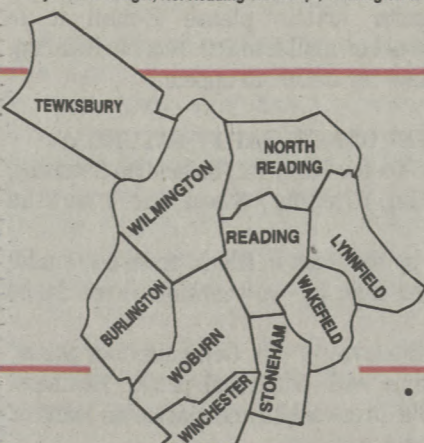 TEWKSBURY
NORTH
READING
WILMINGTON
READING
LYNNFIELD
WAKEFIELD
BURLINGTON
WOBURN
STONEHAM
WINCHESTER